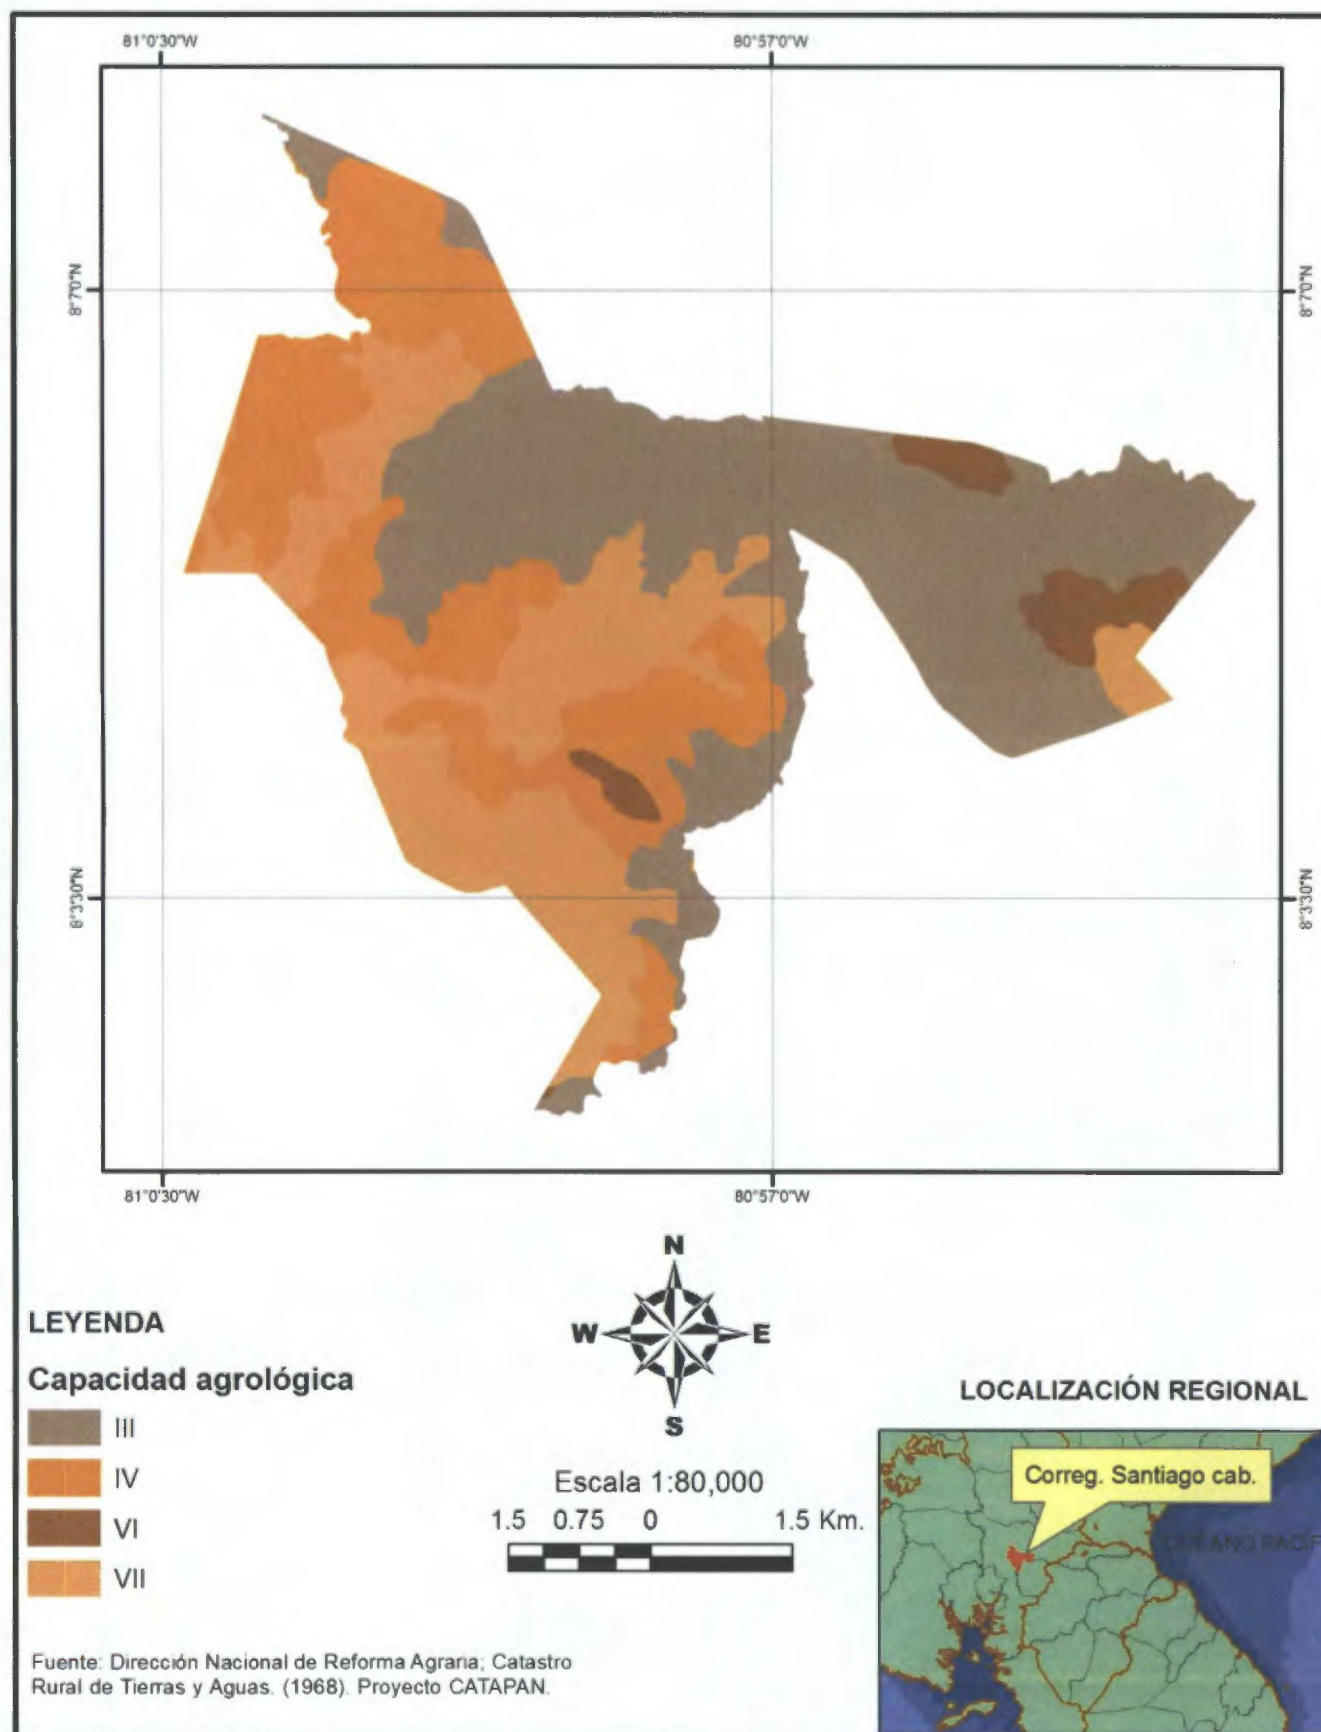 81°0'30"W
80°57'0"W
8°7'0"N
8°7'0"N
8°3'30"N
8°3'30"N
81°0'30"W
80°57'0"W
N
W
E
S
LEYENDA
Capacidad agrológica
III
IV
VI
VII
Escala 1:80,000
1.5 0.75 0 1.5 Km.
LOCALIZACIÓN REGIONAL
Correg. Santiago cab.
Fuente: Dirección Nacional de Reforma Agraria; Catastro
Rural de Tierras y Aguas. (1968). Proyecto CATAPAN.